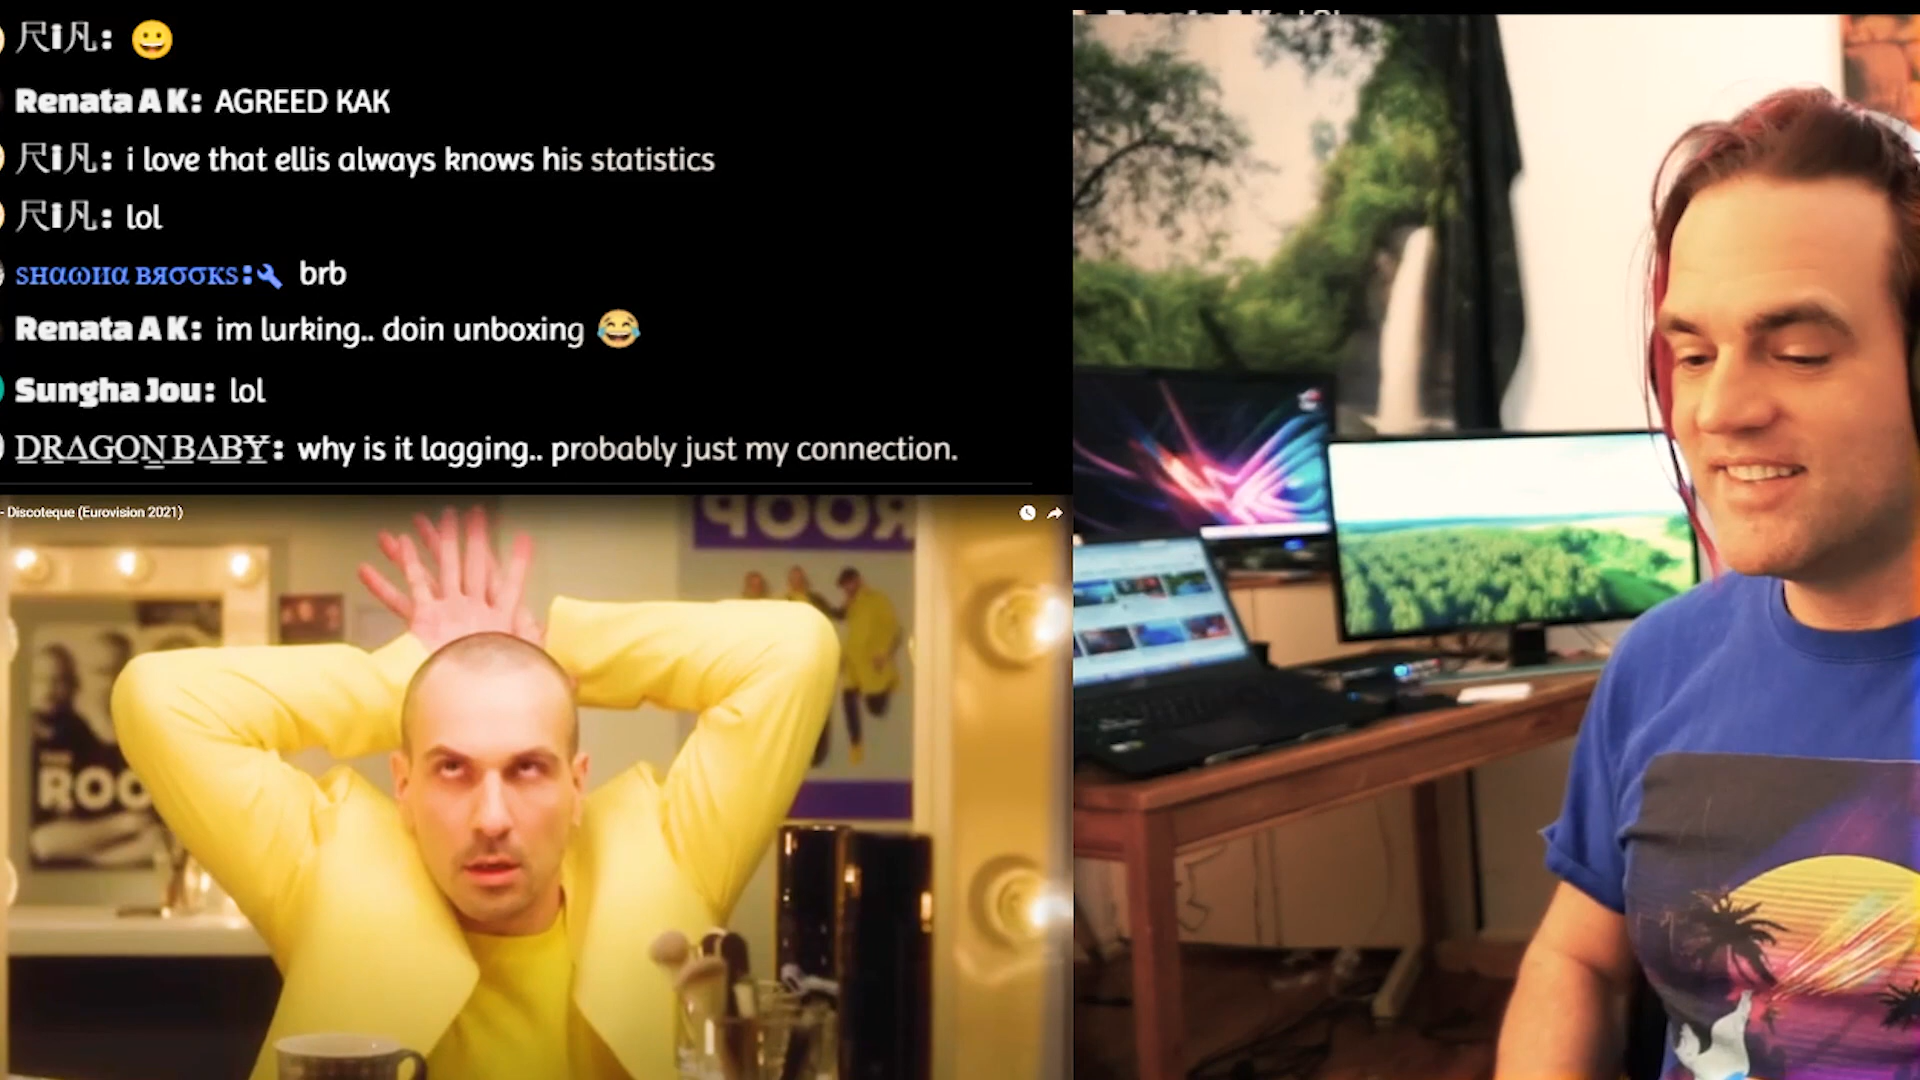 尺i凡: 😀
Renata A K: AGREED KAK
尺i凡: i love that ellis always knows his statistics
尺i凡: lol
ѕнαωииα вяσσкѕ: brb
Renata A K: im lurking.. doin unboxing 😂
Sungha Jou: lol
D̲R̲Δ̲G̲O̲N̲ ̲B̲Δ̲B̲Ɏ̲: why is it lagging.. probably just my connection.
- Discoteque (Eurovision 2021)
ROOP
THE
ROO